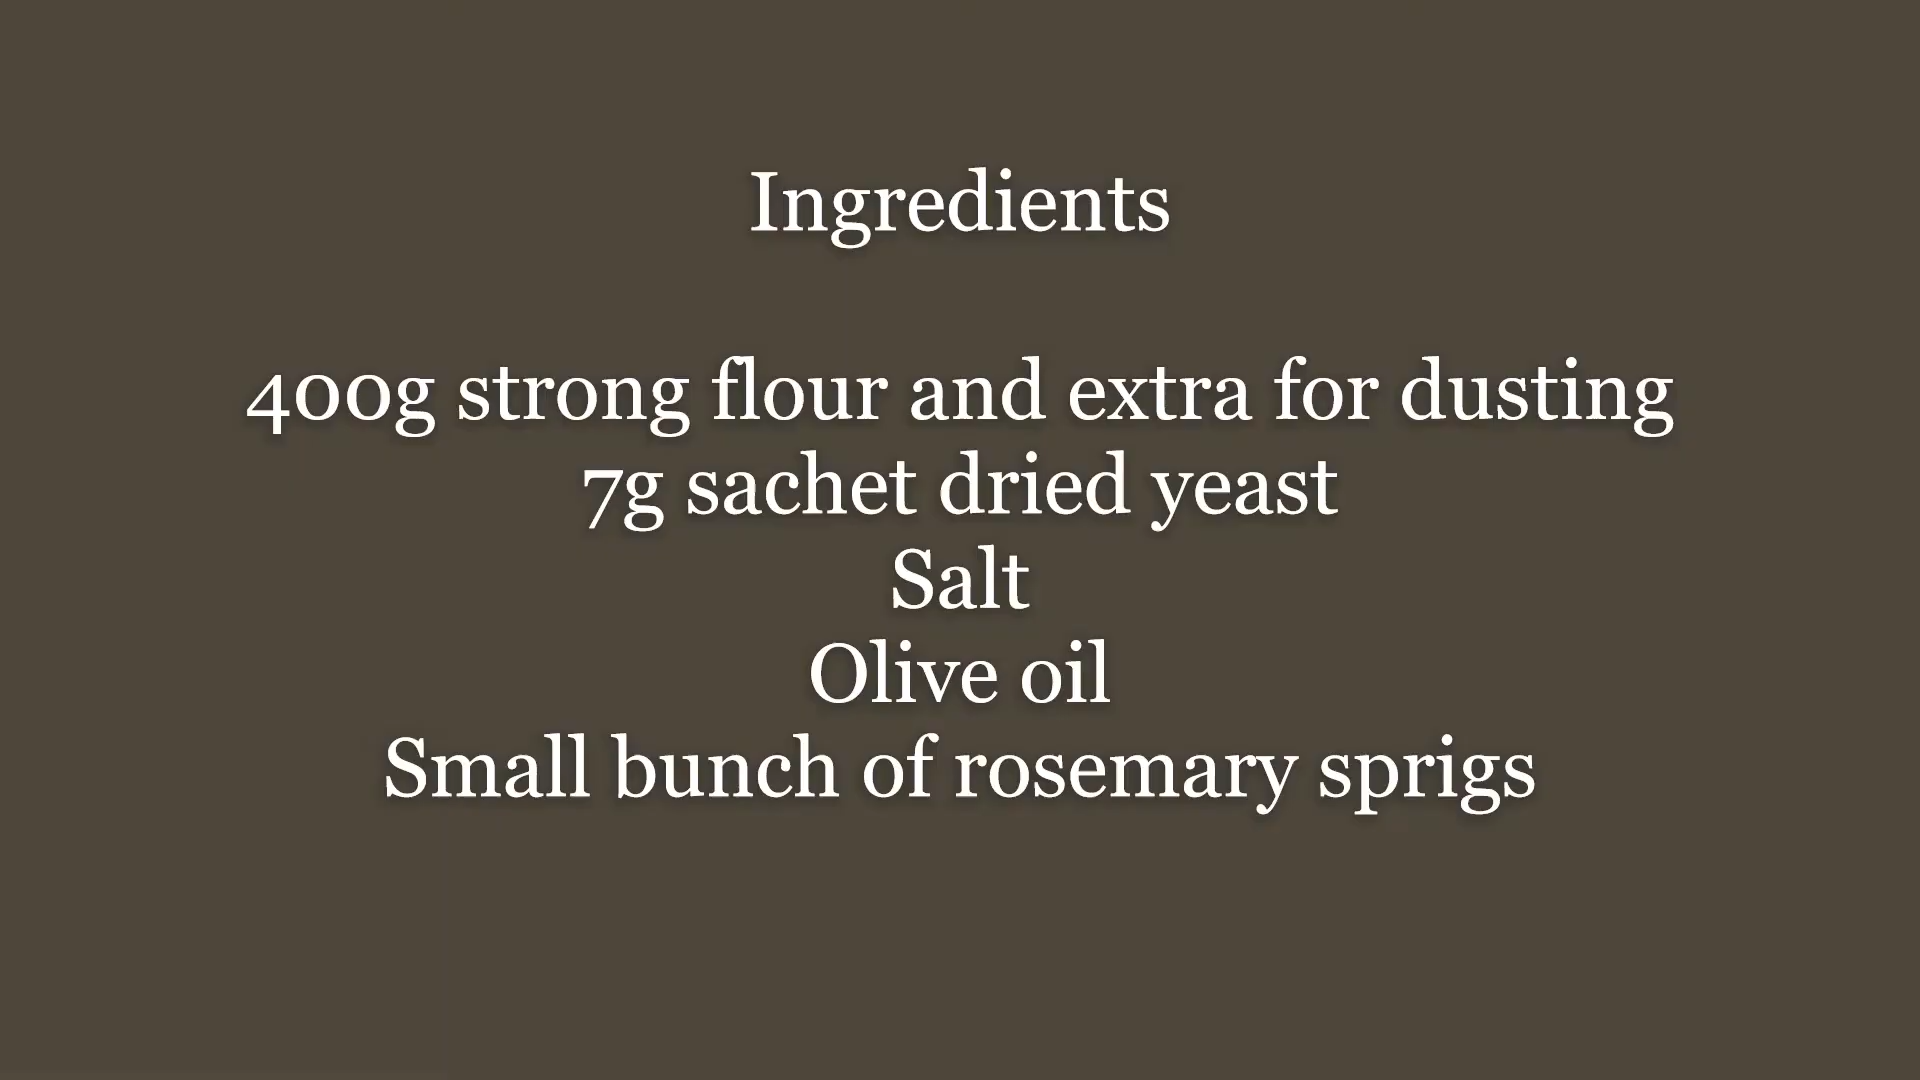 Ingredients
400g strong flour and extra for dusting
7g sachet dried yeast
Salt
Olive oil
Small bunch of rosemary sprigs